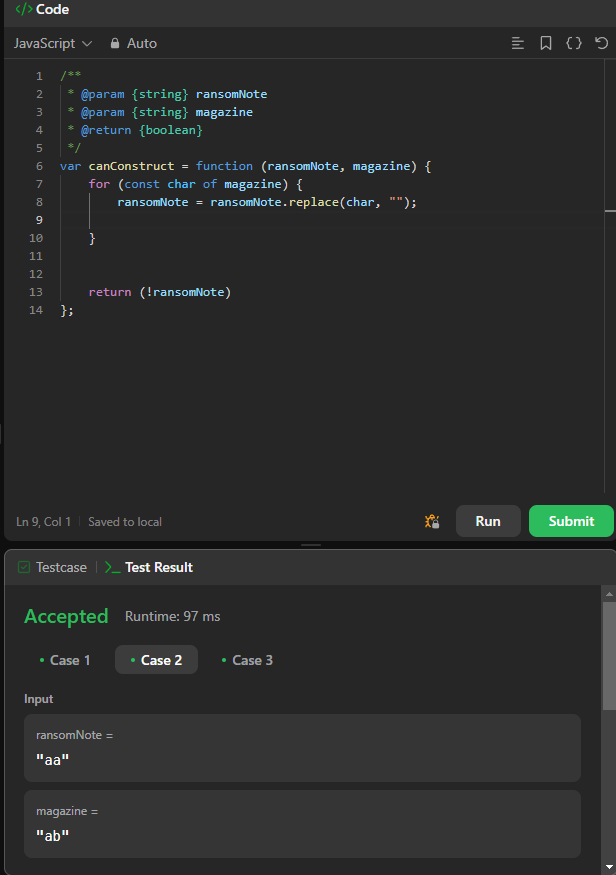 </> Code
JavaScript Auto
1 /**
2 * @param {string} ransomNote
3 * @param {string} magazine
4 * @return {boolean}
5 */
6 var canConstruct = function (ransomNote, magazine) {
7 for (const char of magazine) {
8 ransomNote = ransomNote.replace(char, "");
9
10 }
11
12
13 return (!ransomNote)
14 };
Ln 9, Col 1 Saved to local
Run
Submit
Testcase >_ Test Result
Accepted Runtime: 97 ms
• Case 1 • Case 2 • Case 3
Input
ransomNote =
"aa"
magazine =
"ab"